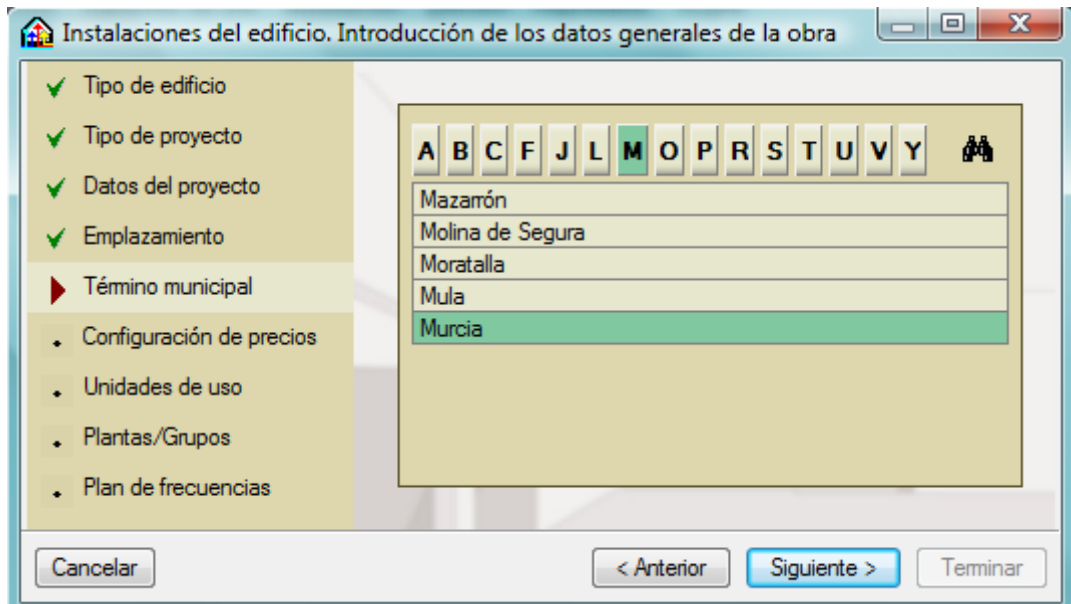 Instalaciones del edificio. Introducción de los datos generales de la obra
Tipo de edificio
Tipo de proyecto
Datos del proyecto
Emplazamiento
Término municipal
Configuración de precios
Unidades de uso
Plantas/Grupos
Plan de frecuencias
A B C F J L M O P R S T U V Y
Mazarrón
Molina de Segura
Moratalla
Mula
Murcia
Cancelar
< Anterior
Siguiente >
Terminar